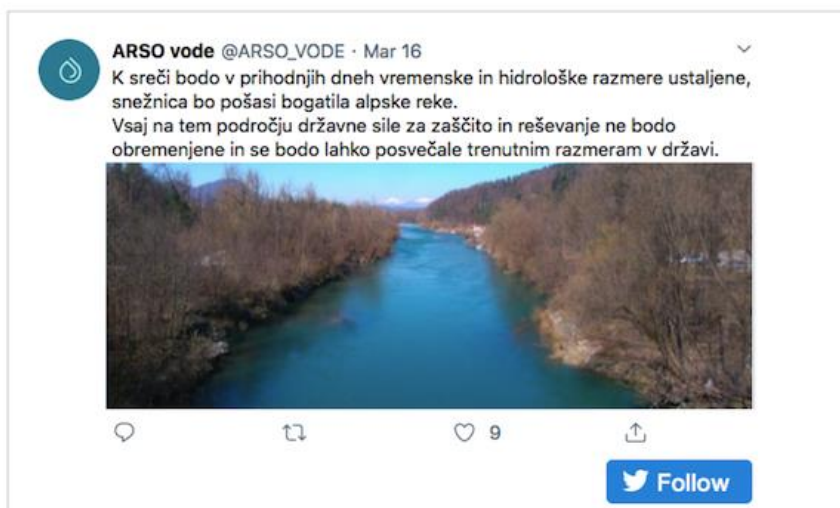 ARSO vode @ARSO_VODE · Mar 16
K sreči bodo v prihodnjih dneh vremenske in hidrološke razmere ustaljene,
snežnica bo pošasi bogatila alpske reke.
Vsaj na tem področju državne sile za zaščito in reševanje ne bodo
obremenjene in se bodo lahko posvečale trenutnim razmeram v državi.
9
Follow